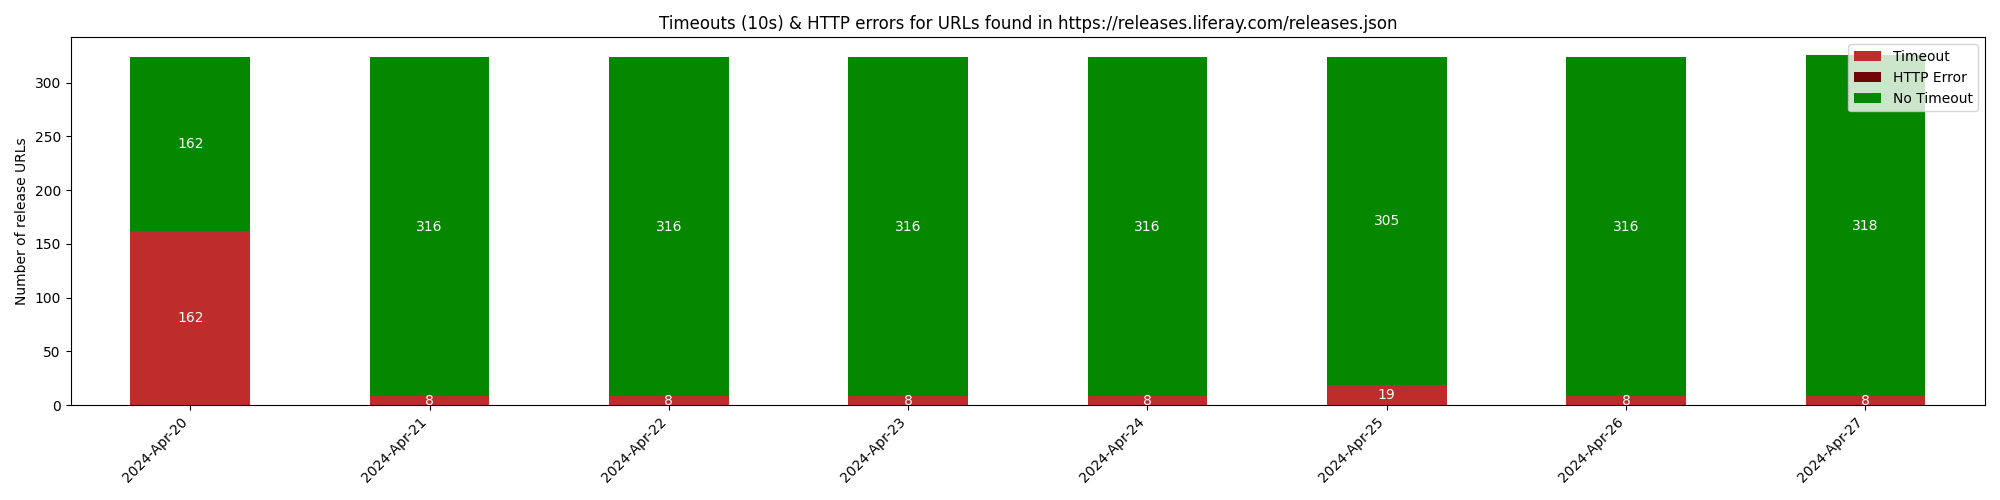 Timeouts (10s) & HTTP errors for URLs found in https://releases.liferay.com/releases.json
Timeout
HTTP Error
No Timeout
Number of release URLs
300
250
200
150
100
50
0
162
316
316
316
316
305
316
318
162
8
8
8
8
19
8
8
2024-Apr-20
2024-Apr-21
2024-Apr-22
2024-Apr-23
2024-Apr-24
2024-Apr-25
2024-Apr-26
2024-Apr-27